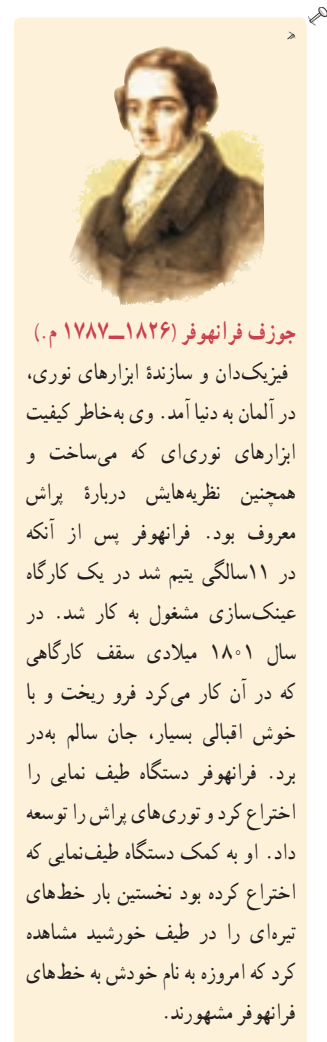 جوزف فرانهوفر (۱۸۲۶ــ۱۷۸۷ م.)
فیزیک‌دان و سازندهٔ ابزارهای نوری،
در آلمان به دنیا آمد. وی به‌خاطر کیفیت
ابزارهای نوری‌ای که می‌ساخت و
همچنین نظریه‌هایش دربارهٔ پراش
معروف بود. فرانهوفر پس از آنکه
در ۱۱سالگی یتیم شد در یک کارگاه
عینک‌سازی مشغول به کار شد. در
سال ۱۸۰۱ میلادی سقف کارگاهی
که در آن کار می‌کرد فرو ریخت و با
خوش اقبالی بسیار، جان سالم به‌در
برد. فرانهوفر دستگاه طیف نمایی را
اختراع کرد و توری‌های پراش را توسعه
داد. او به کمک دستگاه طیف‌نمایی که
اختراع کرده بود نخستین بار خط‌های
تیره‌ای را در طیف خورشید مشاهده
کرد که امروزه به نام خودش به خط‌های
فرانهوفر مشهورند.